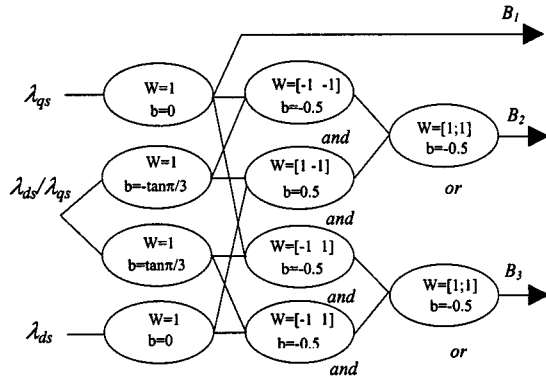 B₁
W=1
b=0
W=[-1 -1]
b=-0.5
and
λqs
W=1
b=-tanπ/3
W=[1 -1]
b=0.5
and
W=[1;1]
b=-0.5
or
B₂
λds/λqs
W=1
b=tanπ/3
W=[-1 1]
b=-0.5
and
λds
W=1
b=0
W=[-1 1]
b=-0.5
and
W=[1;1]
b=-0.5
or
B₃